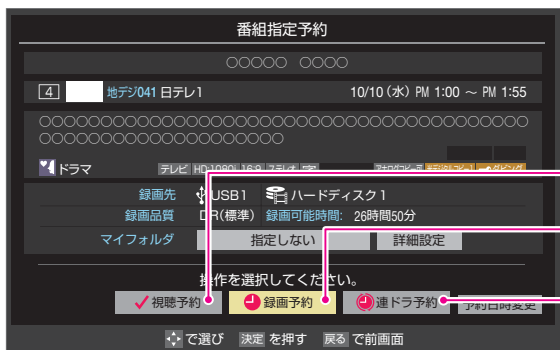 番組指定予約
○○○○○ ○○○○
4 地デジ041 日テレ1 10/10(水) PM 1:00 ～ PM 1:55
○○○○○○○○○○○○○○○○○○○○○○○○○○○○○○○○○○○○
○○○○○○○○○○○○○○○○○○
ドラマ テレビ HD1080i 16:9 ステレオ 字
録画先 USB1 ハードディスク1
録画品質 DR(標準) 録画可能時間: 26時間50分
マイフォルダ 指定しない 詳細設定
操作を選択してください。
視聴予約 録画予約 連ドラ予約 予約日時変更
で選び 決定 を押す 戻る で前画面